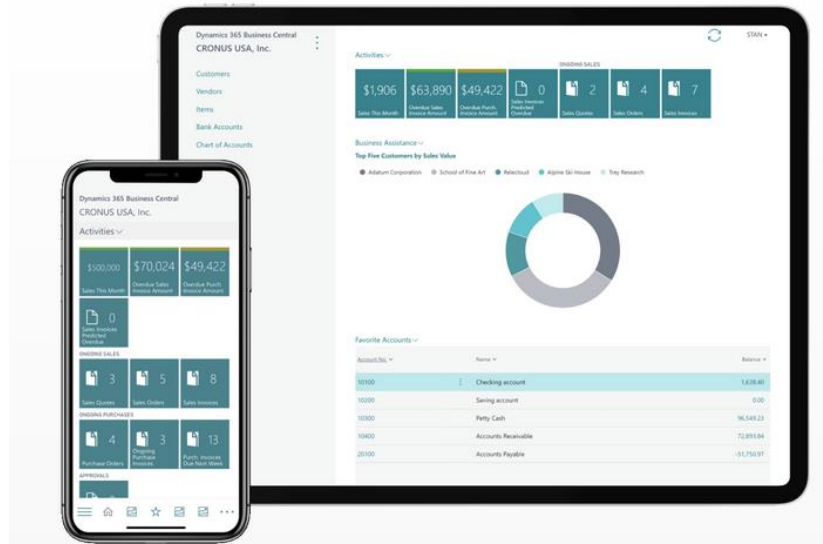 Dynamics 365 Business Central
CRONUS USA, Inc.
STAN
Customers
Vendors
Items
Bank Accounts
Chart of Accounts
Activities
ONGOING SALES
$1,906
Sales This Month
$63,890
Overdue Sales
Invoice Amount
$49,422
Overdue Purch.
Invoice Amount
0
Sales Invoices
Predicted
Overdue
2
Sales Quotes
4
Sales Orders
7
Sales Invoices
Business Assistance
Top Five Customers by Sales Value
Adatum Corporation School of Fine Art Relecloud Alpine Ski House Trey Research
Favorite Accounts
Account No. Name Balance
10100 Checking account 1,638.40
10200 Saving account 0.00
10300 Petty Cash 96,549.23
10400 Accounts Receivable 72,893.84
20100 Accounts Payable -51,750.97
Dynamics 365 Business Central
CRONUS USA, Inc.
Activities
$500,000
Sales This Month
$70,024
Overdue Sales
Invoice Amount
$49,422
Overdue Purch.
Invoice Amount
0
Sales Invoices
Predicted
Overdue
ONGOING SALES
3
Sales Quotes
5
Sales Orders
8
Sales Invoices
ONGOING PURCHASES
4
Purchase Orders
3
Ongoing
Purchase
Invoices
13
Purch. Invoices
Due Next Week
APPROVALS